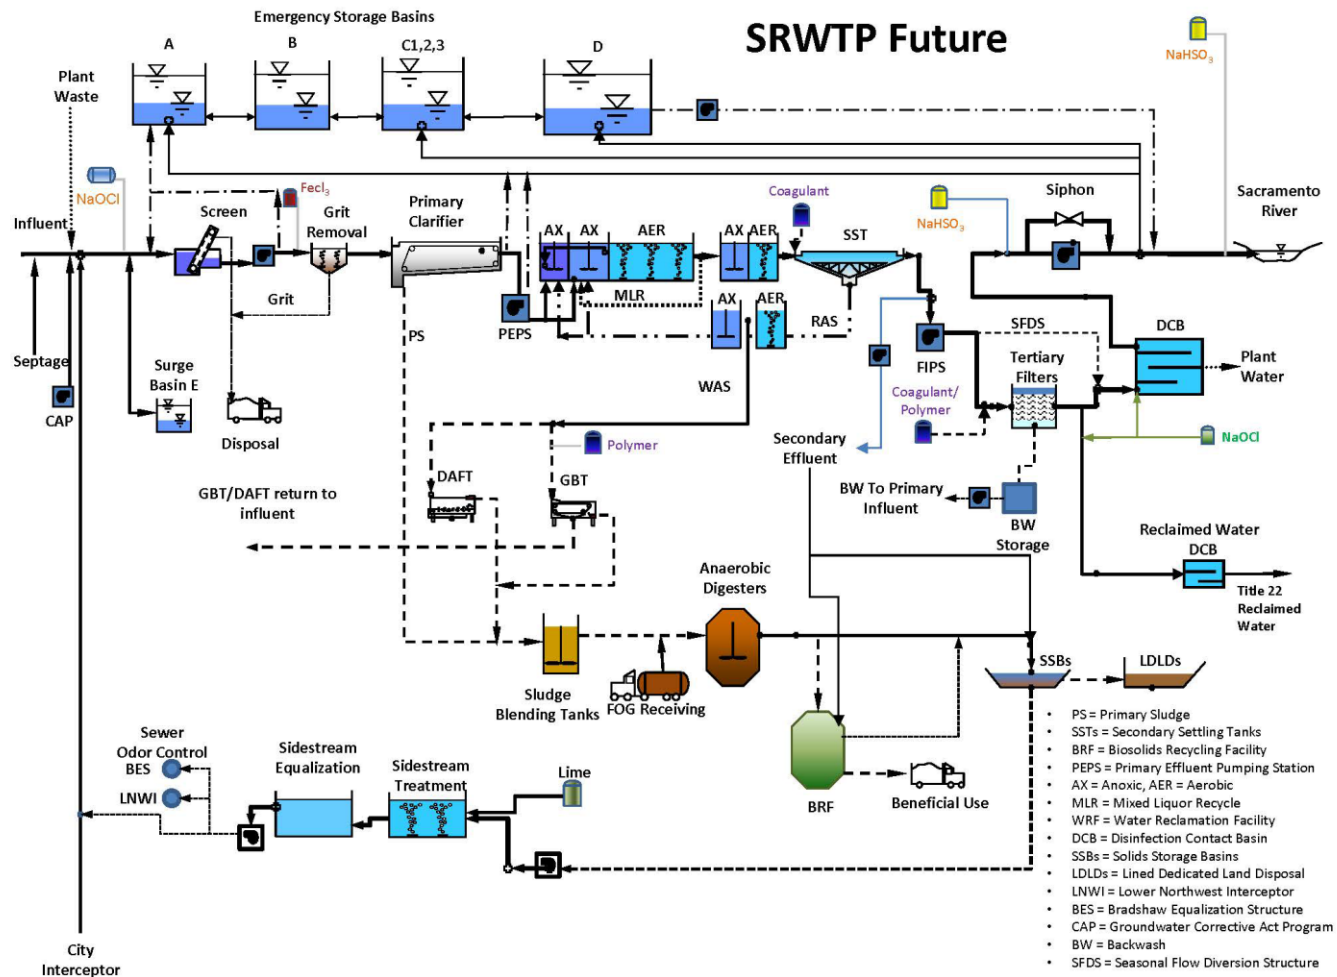 Emergency Storage Basins
SRWTP Future
A
B
C1,2,3
D
NaHSO3
Plant
Waste
NaOCl
Fecl3
Screen
Grit
Removal
Primary
Clarifier
Coagulant
NaHSO3
Siphon
Sacramento
River
Influent
AX
AX
AER
AX
AER
SST
Grit
MLR
AX
AER
RAS
PEPS
PS
Septage
CAP
Surge
Basin E
Disposal
WAS
FIPS
SFDS
Tertiary
Filters
DCB
Plant
Water
Coagulant/
Polymer
NaOCl
Secondary
Effluent
Polymer
DAFT
GBT
GBT/DAFT return to
influent
BW To Primary
Influent
BW
Storage
Reclaimed Water
DCB
Title 22
Reclaimed
Water
Anaerobic
Digesters
Sludge
Blending Tanks
FOG Receiving
SSBs
LDLDs
BRF
Beneficial Use
Sewer
Odor Control
BES
LNWI
Sidestream
Equalization
Sidestream
Treatment
Lime
City
Interceptor
• PS = Primary Sludge
• SSTs = Secondary Settling Tanks
• BRF = Biosolids Recycling Facility
• PEPS = Primary Effluent Pumping Station
• AX = Anoxic, AER = Aerobic
• MLR = Mixed Liquor Recycle
• WRF = Water Reclamation Facility
• DCB = Disinfection Contact Basin
• SSBs = Solids Storage Basins
• LDLDs = Lined Dedicated Land Disposal
• LNWI = Lower Northwest Interceptor
• BES = Bradshaw Equalization Structure
• CAP = Groundwater Corrective Act Program
• BW = Backwash
• SFDS = Seasonal Flow Diversion Structure